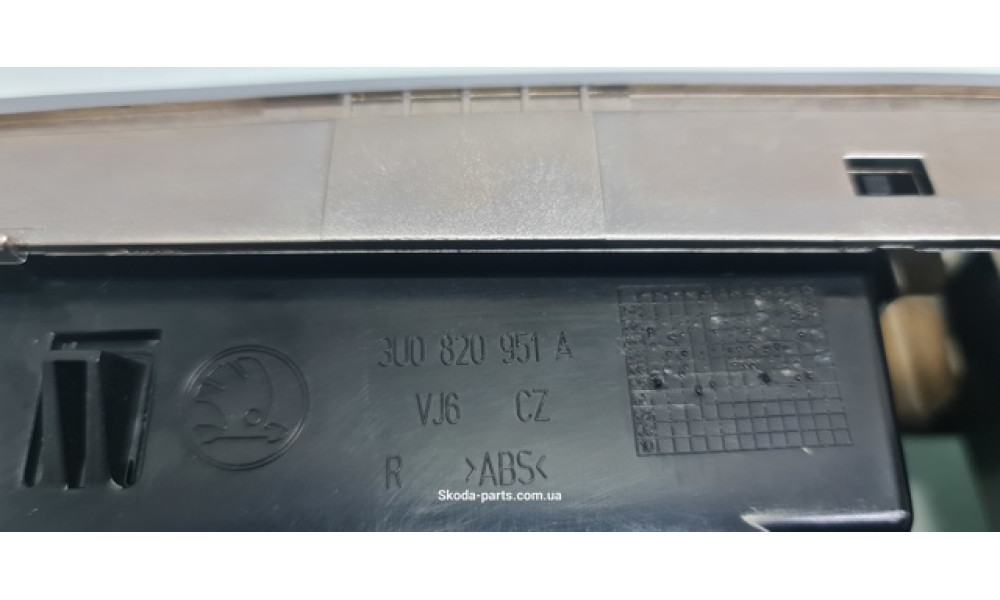 3U0 820 951 A
VJ6 CZ
R >ABS<
Skoda-parts.com.ua